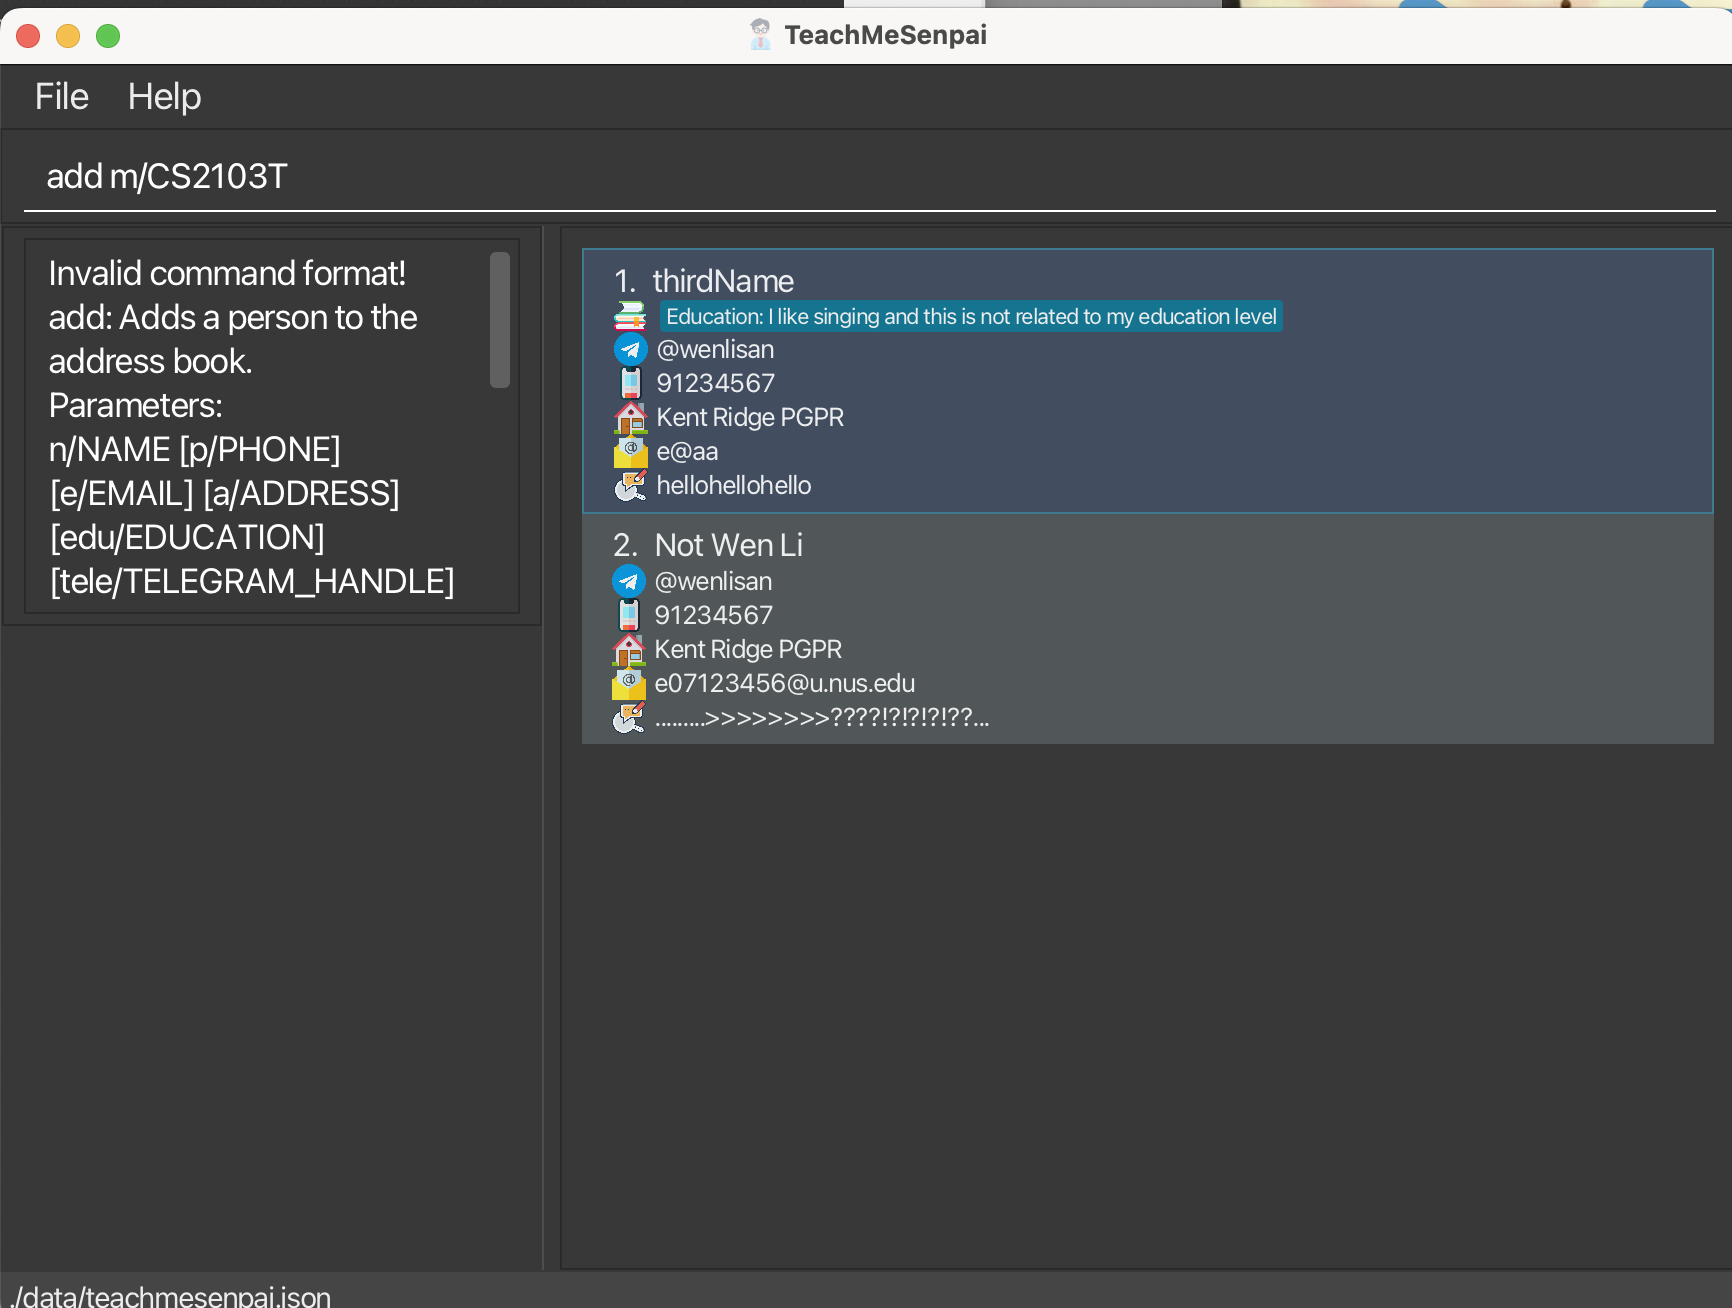 TeachMeSenpai
File Help
add m/CS2103T
Invalid command format!
add: Adds a person to the
address book.
Parameters:
n/NAME [p/PHONE]
[e/EMAIL] [a/ADDRESS]
[edu/EDUCATION]
[tele/TELEGRAM_HANDLE]
1. thirdName
Education: I like singing and this is not related to my education level
@wenlisan
91234567
Kent Ridge PGPR
e@aa
hellohellohello
2. Not Wen Li
@wenlisan
91234567
Kent Ridge PGPR
e07123456@u.nus.edu
.........>>>>>>>>????!?!?!?!??...
./data/teachmesenpai.json